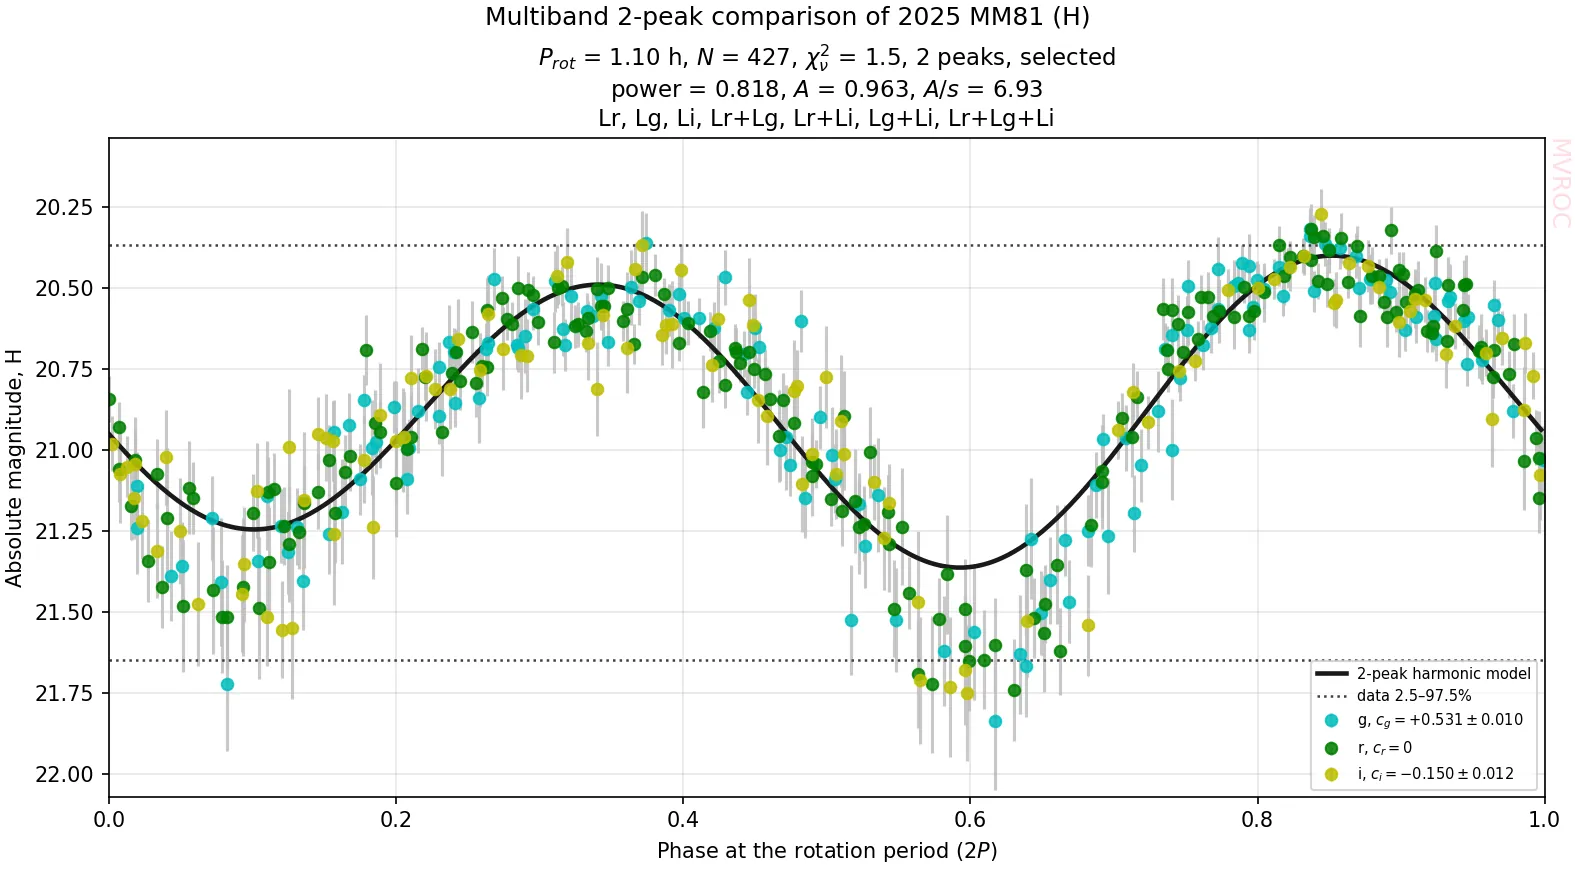 Multiband 2-peak comparison of 2025 MM81 (H)
P_rot = 1.10 h, N = 427, χ²_ν = 1.5, 2 peaks, selected
power = 0.818, A = 0.963, A/s = 6.93
Lr, Lg, Li, Lr+Lg, Lr+Li, Lg+Li, Lr+Lg+Li
MVROC
Absolute magnitude, H
20.25
20.50
20.75
21.00
21.25
21.50
21.75
22.00
2-peak harmonic model
data 2.5–97.5%
g, c_g = +0.531 ± 0.010
r, c_r = 0
i, c_i = −0.150 ± 0.012
0.0 0.2 0.4 0.6 0.8 1.0
Phase at the rotation period (2P)